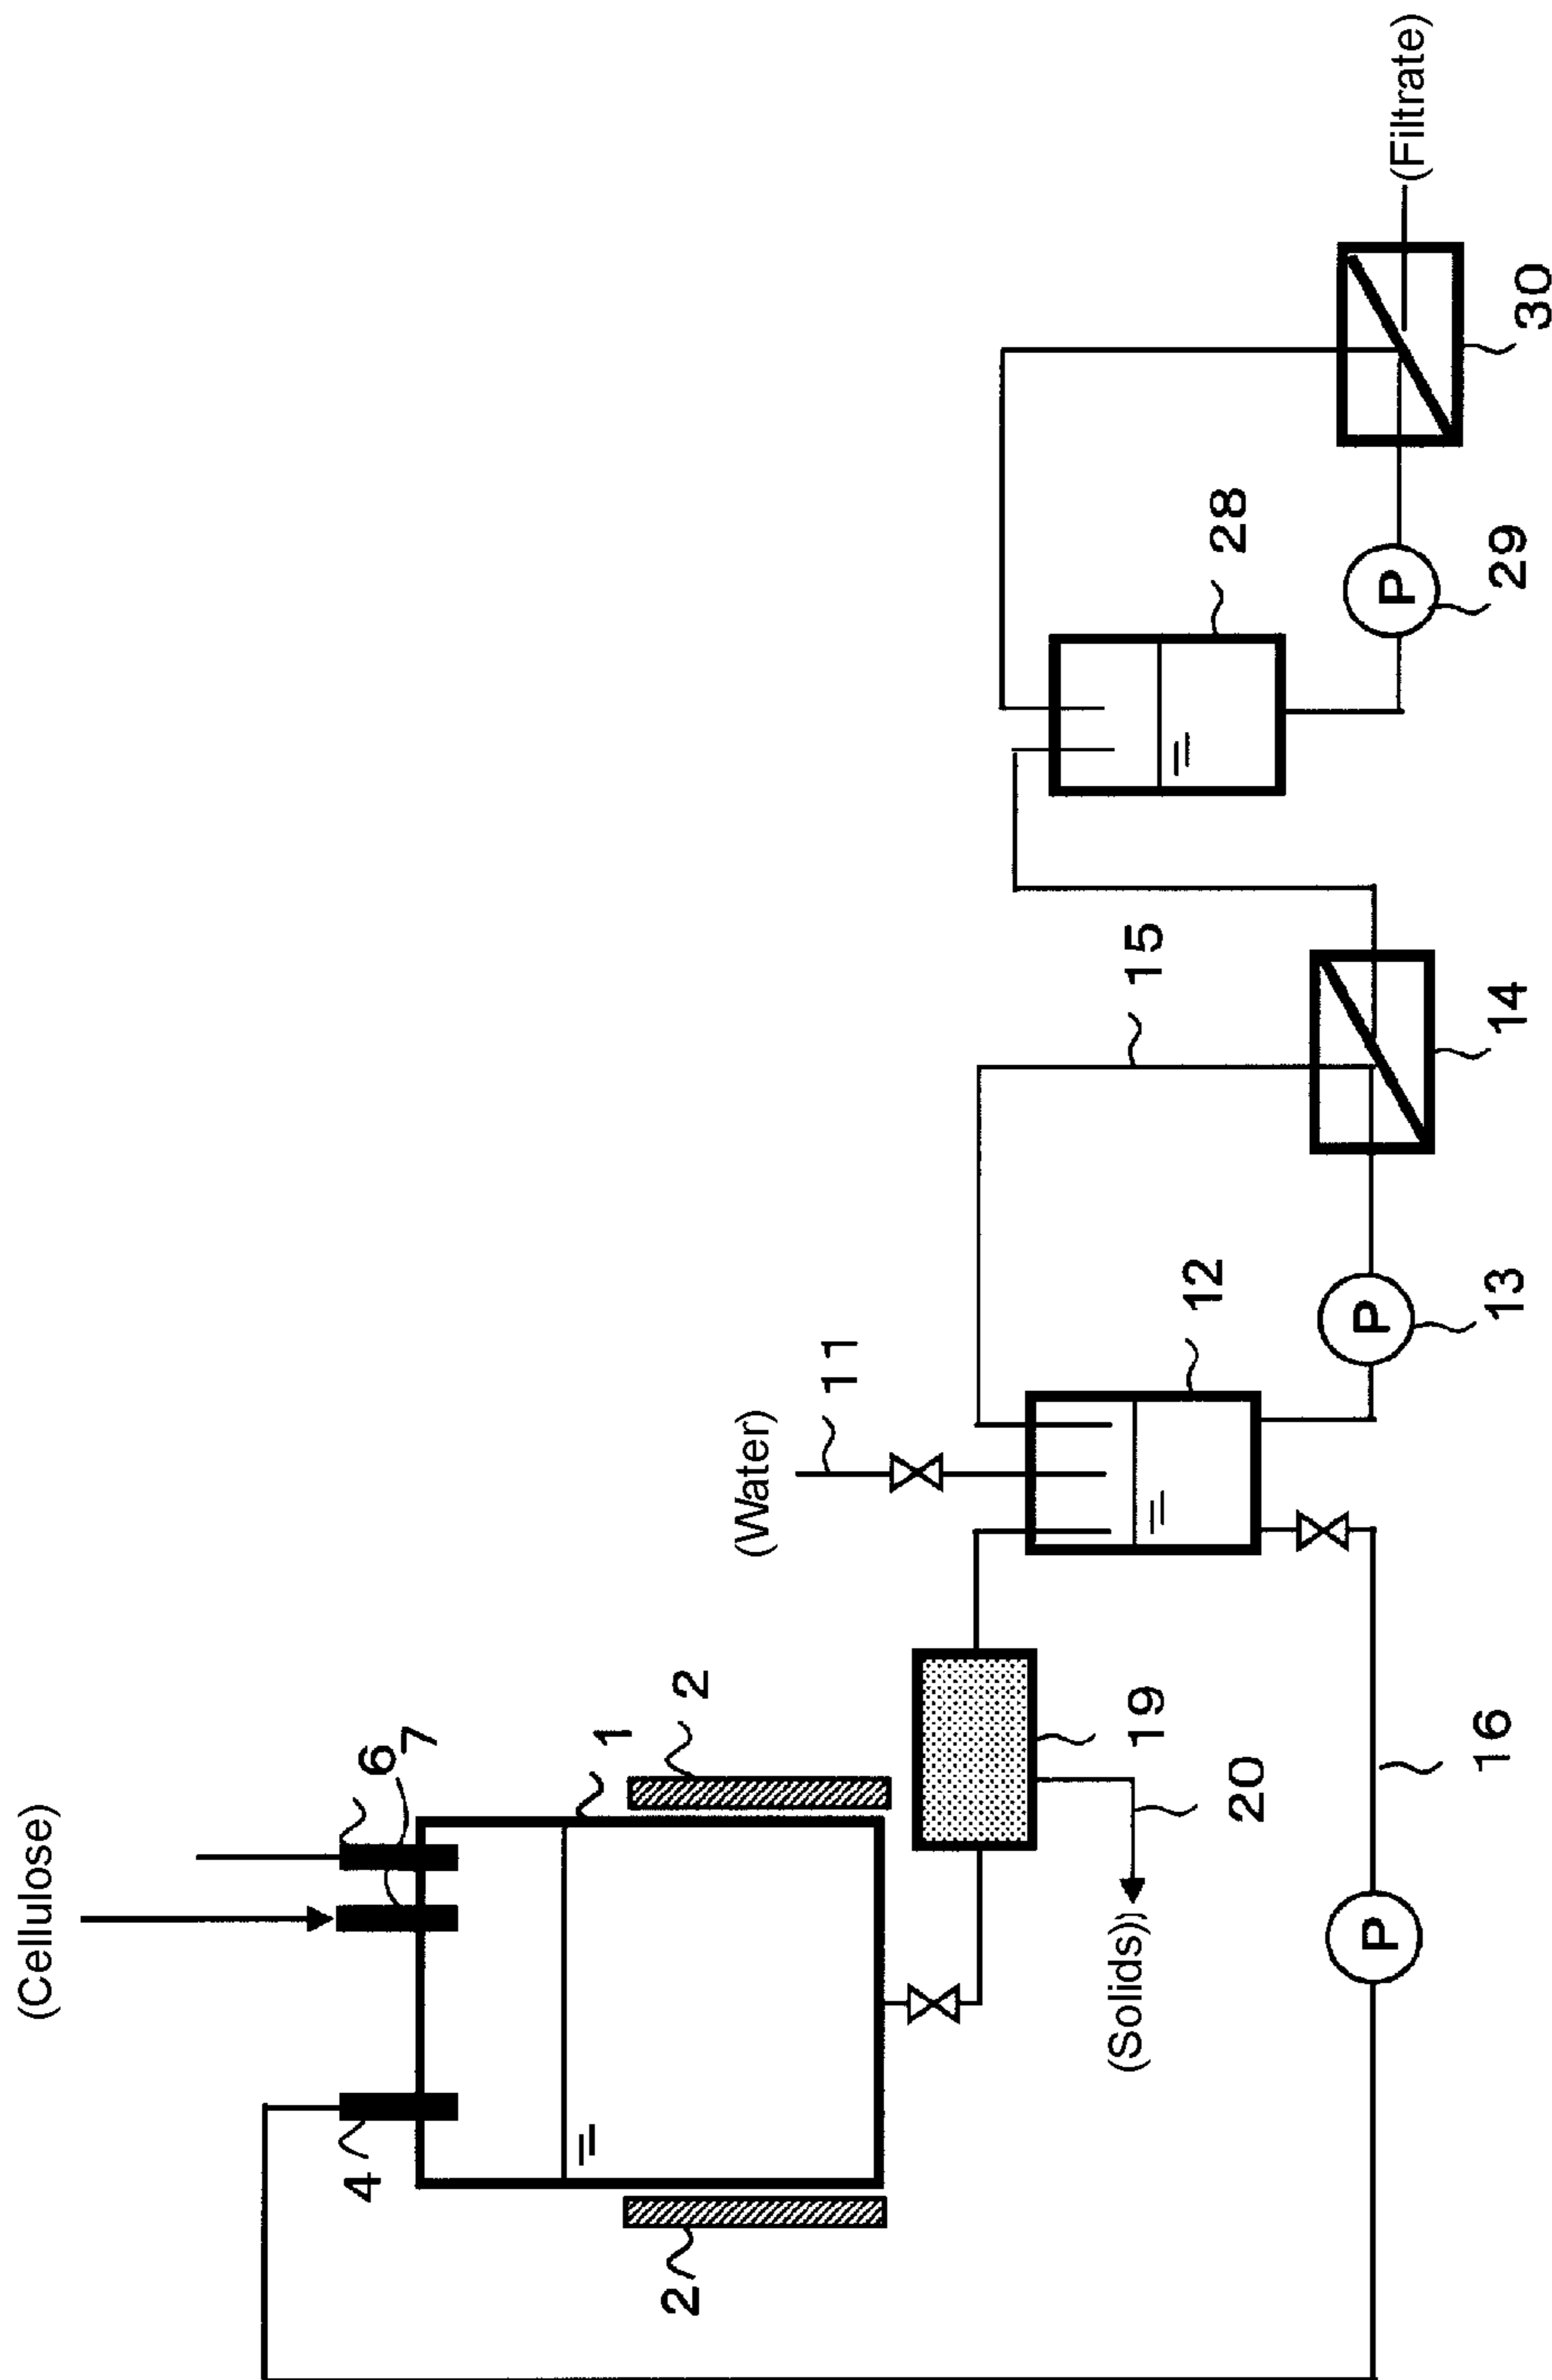 (Cellulose)
4
6
7
1
2
2
(Water)
11
(Solids))
19
15
20
12
28
(Filtrate)
P
P
P
16
13
14
29
30